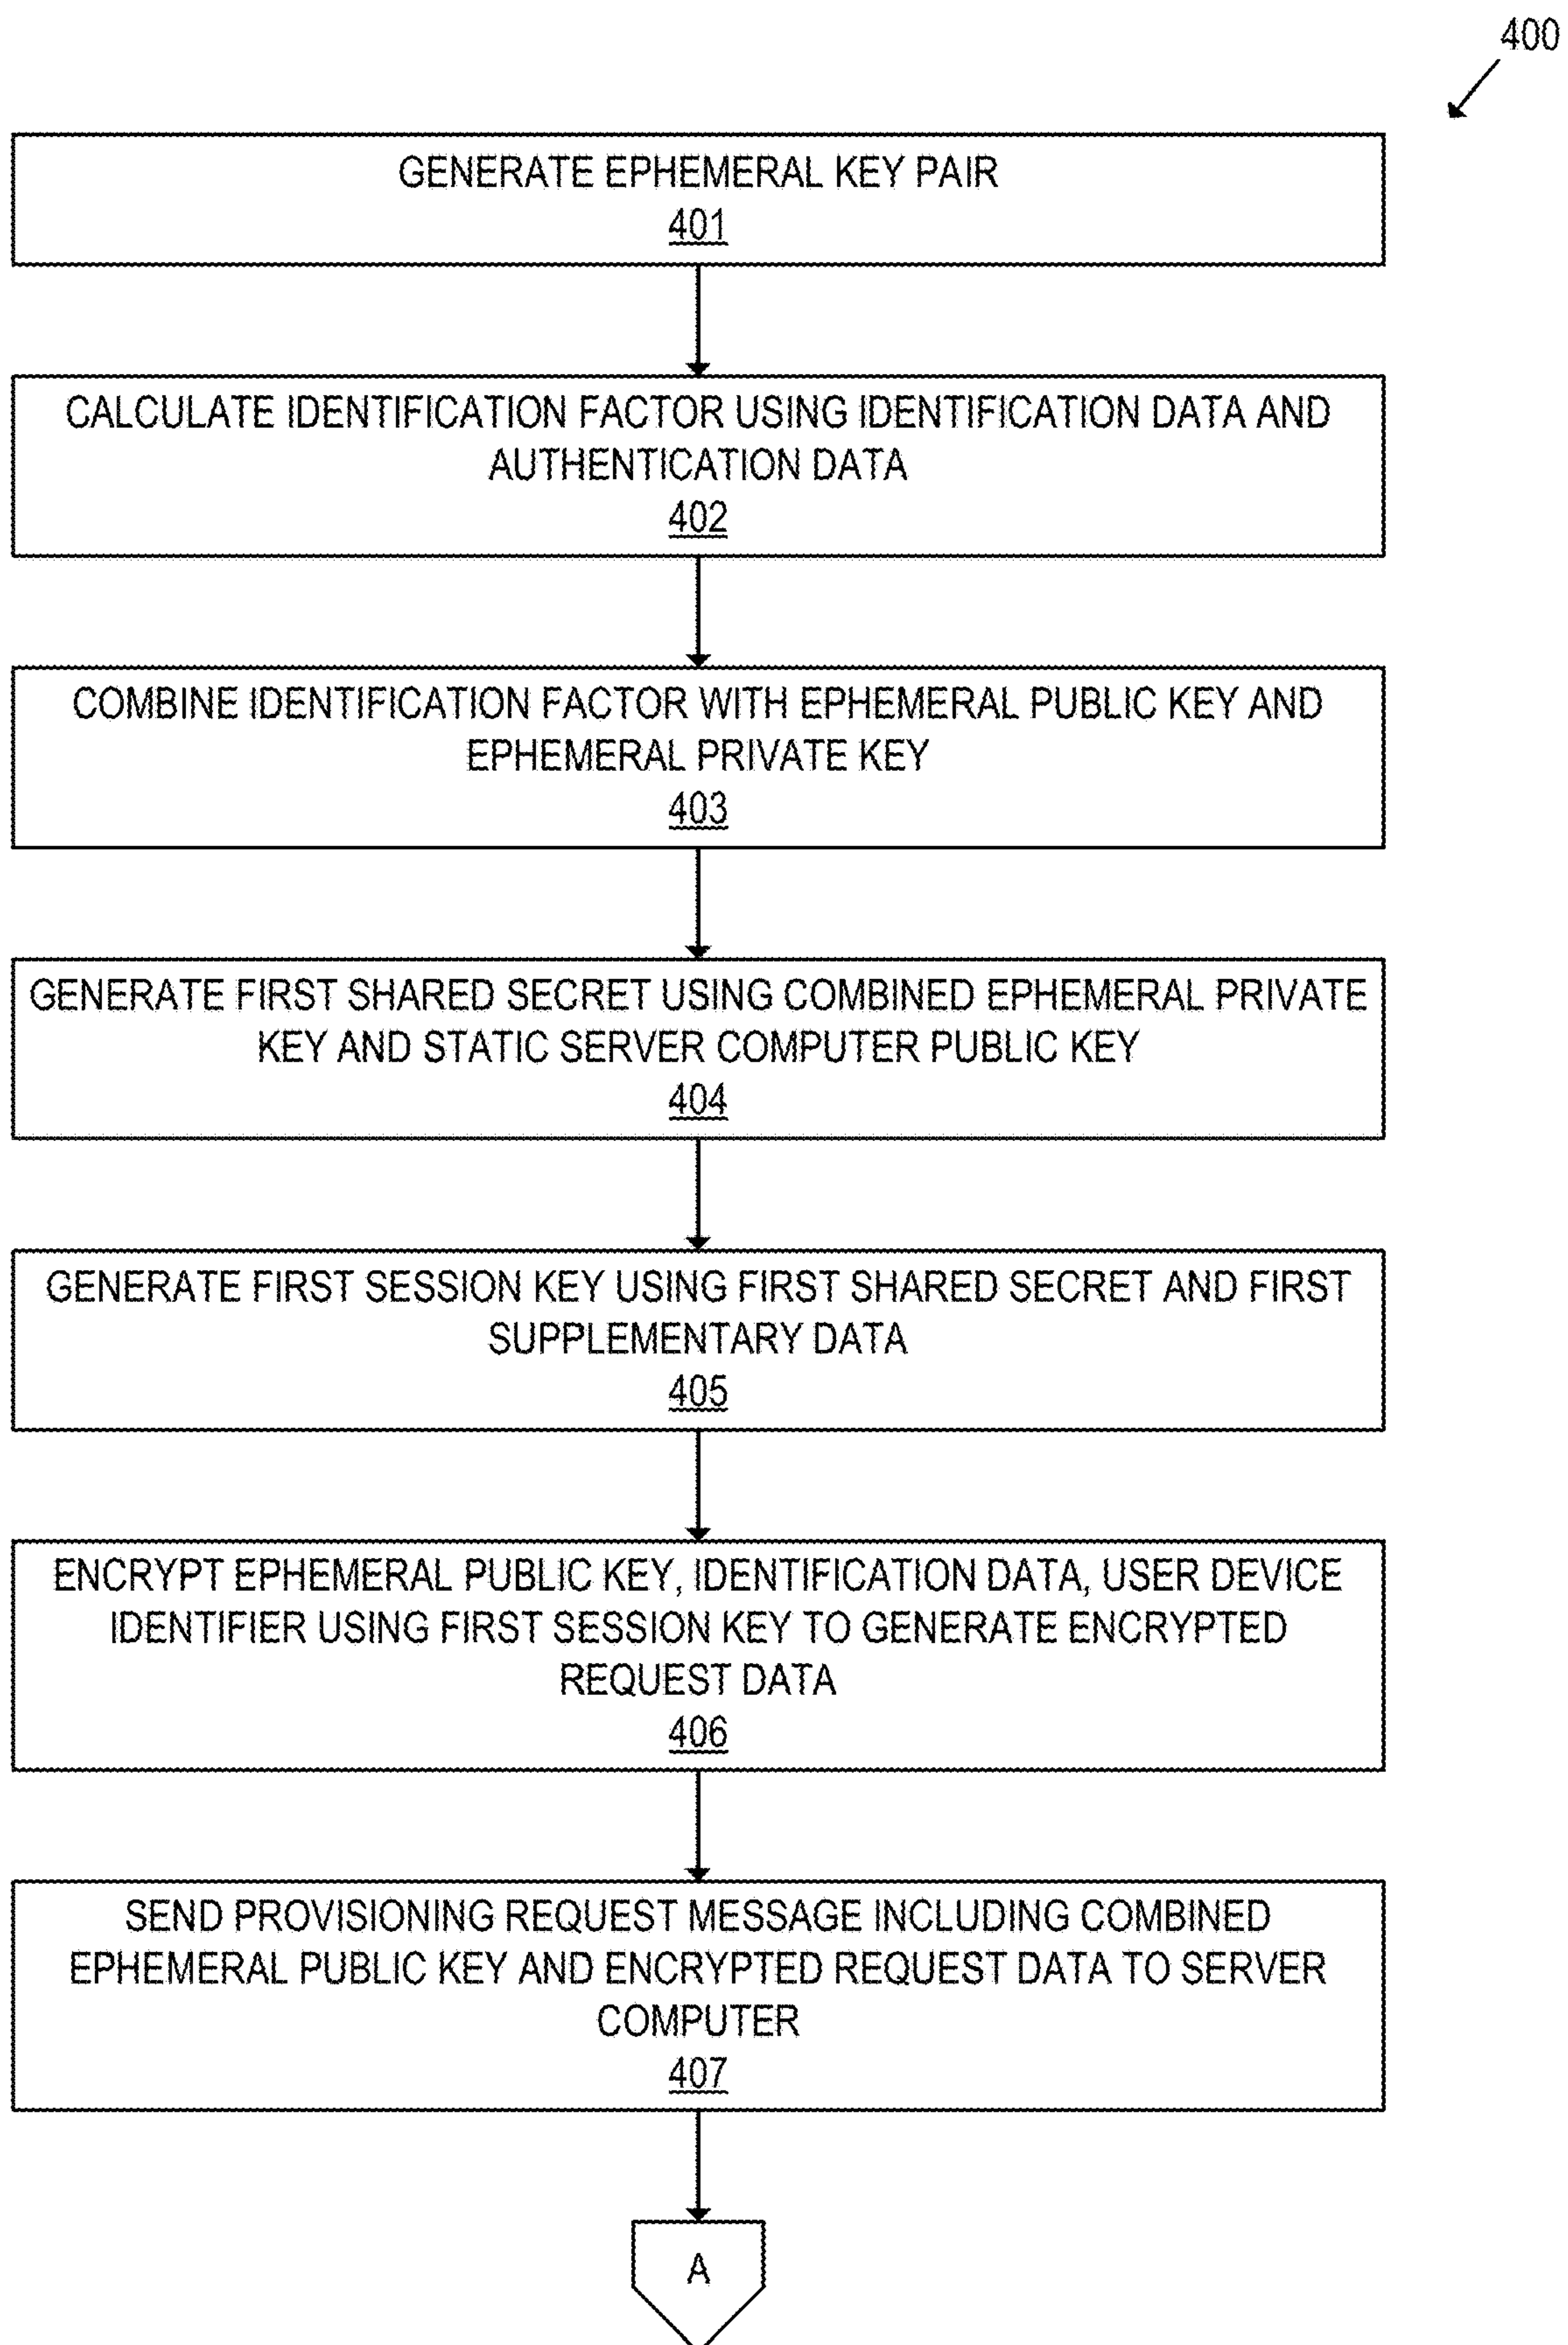 400
GENERATE EPHEMERAL KEY PAIR
401
CALCULATE IDENTIFICATION FACTOR USING IDENTIFICATION DATA AND
AUTHENTICATION DATA
402
COMBINE IDENTIFICATION FACTOR WITH EPHEMERAL PUBLIC KEY AND
EPHEMERAL PRIVATE KEY
403
GENERATE FIRST SHARED SECRET USING COMBINED EPHEMERAL PRIVATE
KEY AND STATIC SERVER COMPUTER PUBLIC KEY
404
GENERATE FIRST SESSION KEY USING FIRST SHARED SECRET AND FIRST
SUPPLEMENTARY DATA
405
ENCRYPT EPHEMERAL PUBLIC KEY, IDENTIFICATION DATA, USER DEVICE
IDENTIFIER USING FIRST SESSION KEY TO GENERATE ENCRYPTED
REQUEST DATA
406
SEND PROVISIONING REQUEST MESSAGE INCLUDING COMBINED
EPHEMERAL PUBLIC KEY AND ENCRYPTED REQUEST DATA TO SERVER
COMPUTER
407
A